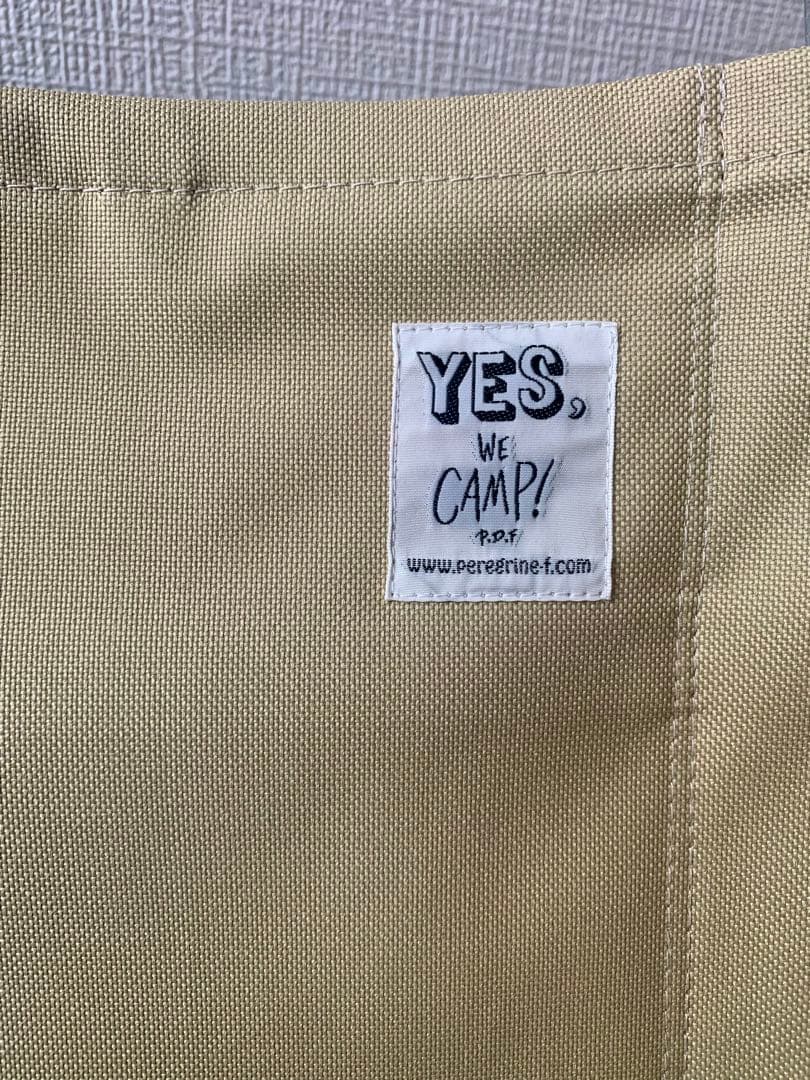 YES,
WE
CAMP!
P.D.F
www.peregrine-f.com